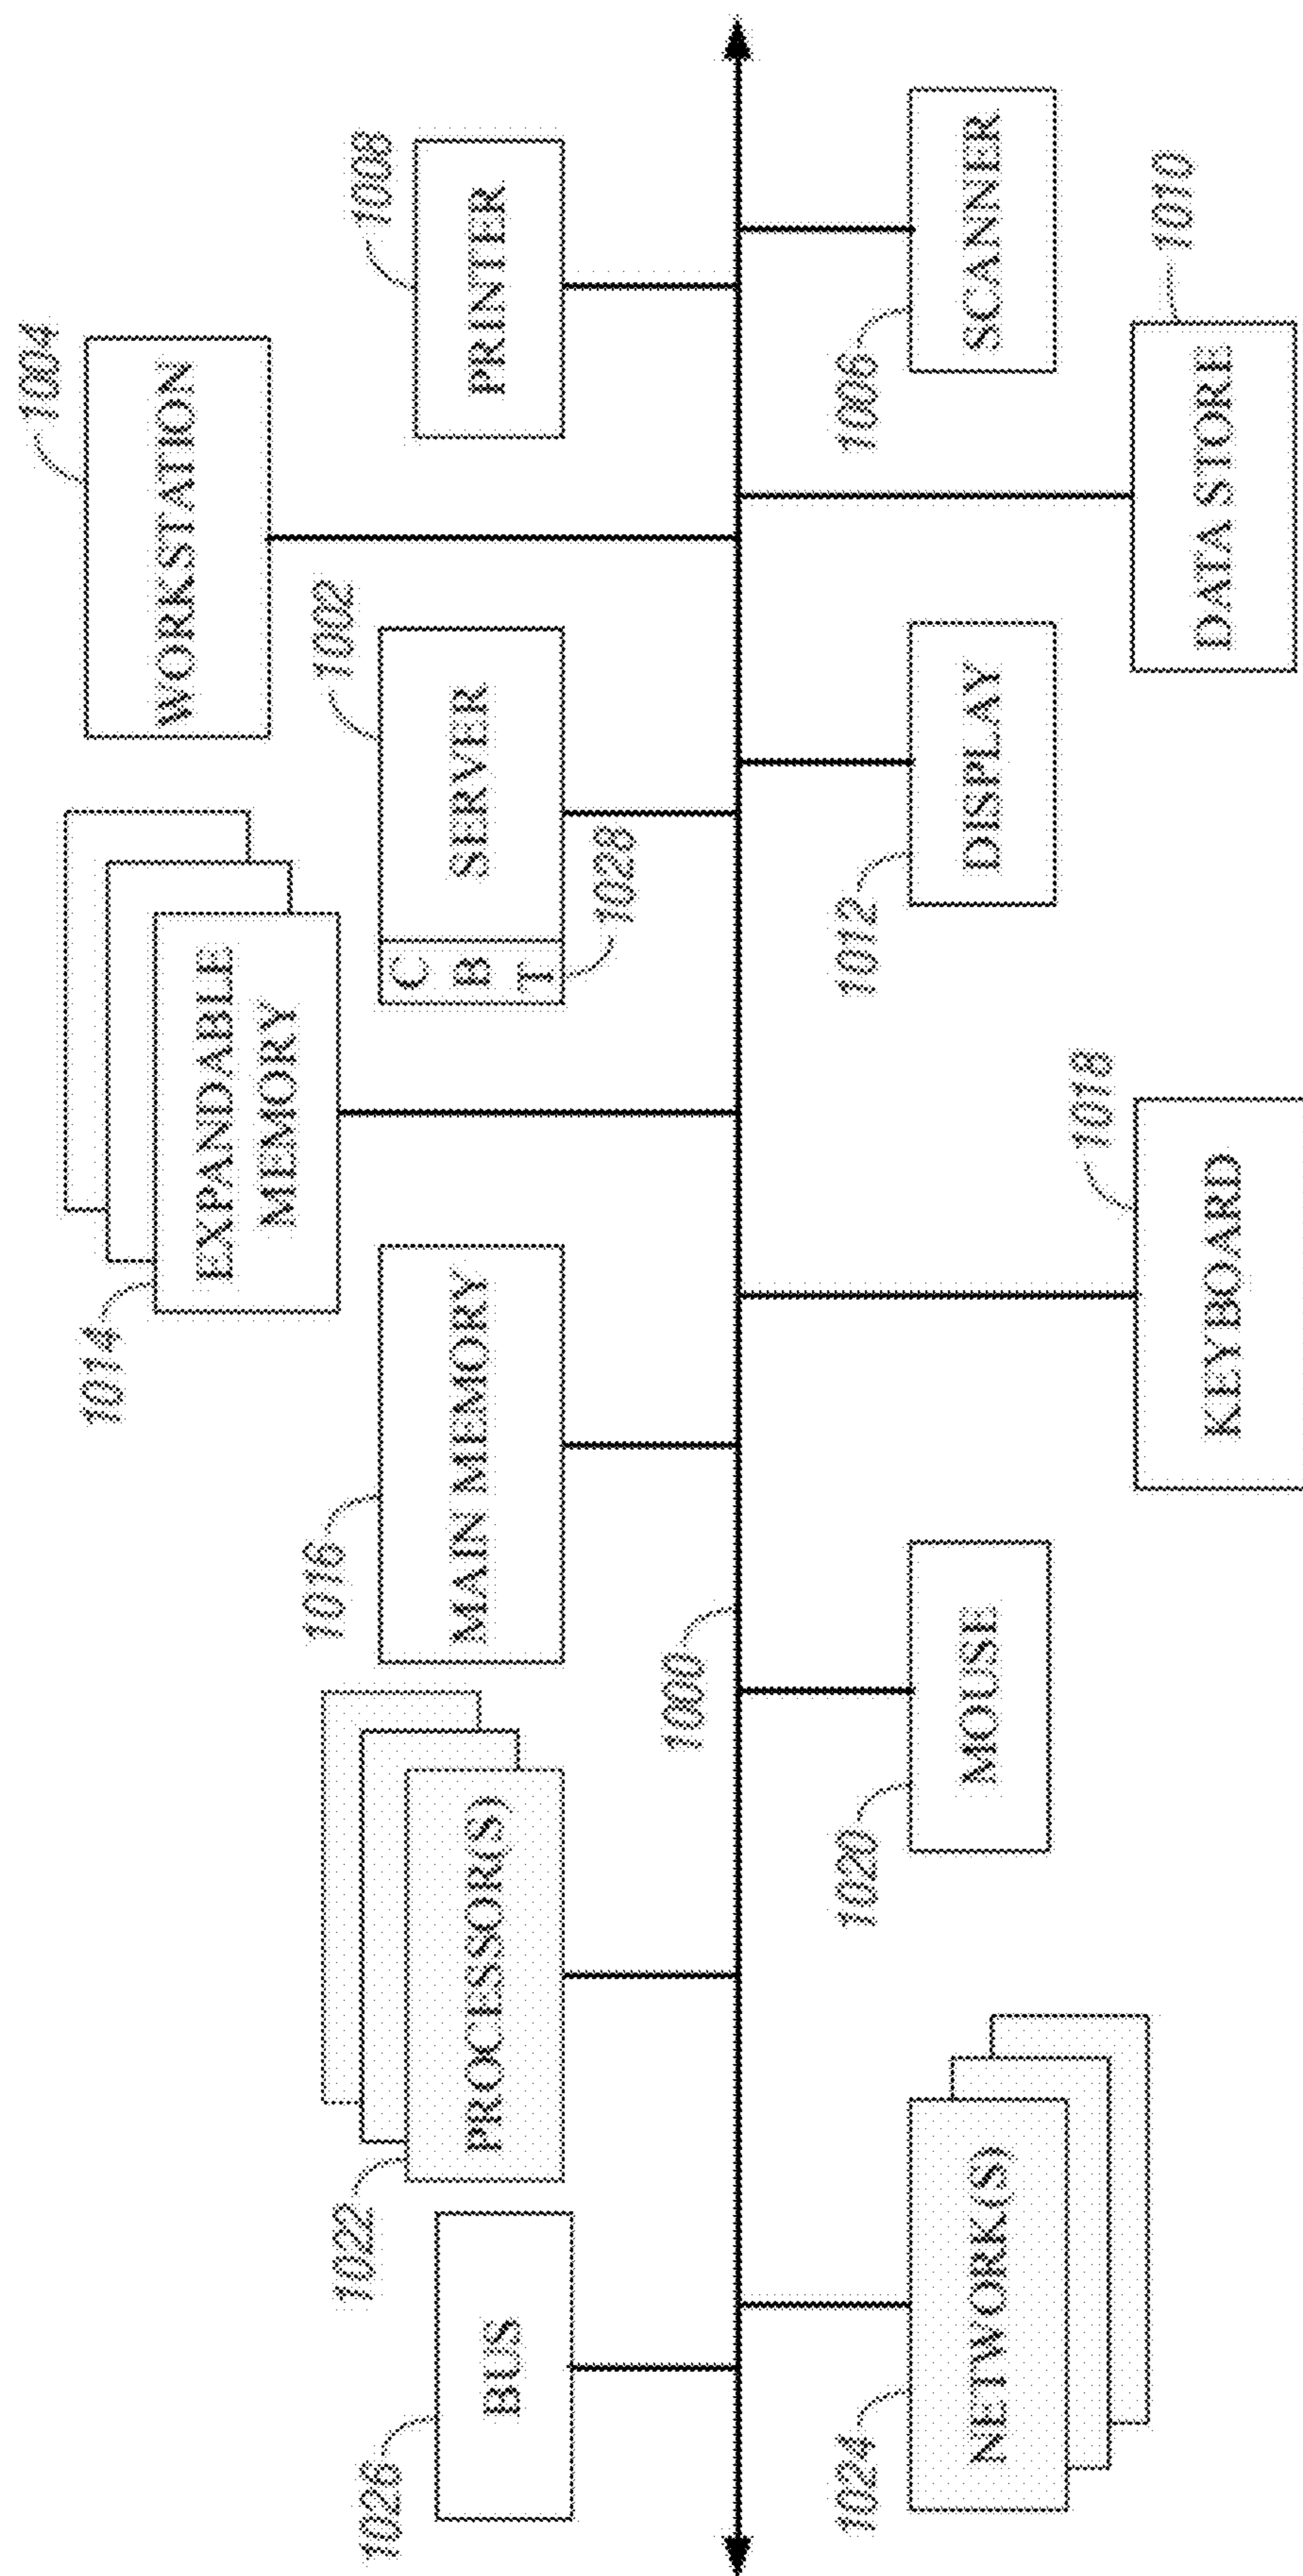 1004
WORKSTATION
1008
PRINTER
1002
SERVER
C
B
T
1028
1014
EXPANDABLE
MEMORY
1016
MAIN MEMORY
1022
PROCESSOR(S)
1026
BUS
1000
1006
SCANNER
1010
DATA STORE
1012
DISPLAY
1018
KEYBOARD
1020
MOUSE
1024
NETWORK(S)